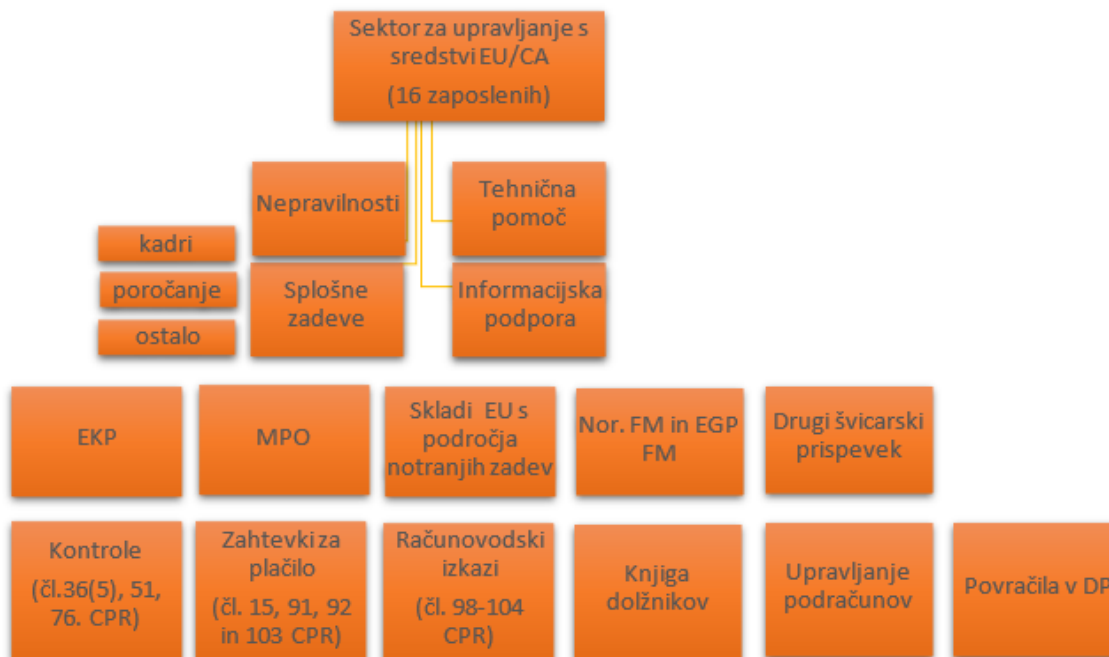 Sektor za upravljanje s
sredstvi EU/CA
(16 zaposlenih)
Nepravilnosti
Tehnična
pomoč
kadri
poročanje
ostalo
Splošne
zadeve
Informacijska
podpora
EKP
MPO
Skladi EU s
področja
notranjih zadev
Nor. FM in EGP
FM
Drugi švicarski
prispevek
Kontrole
(čl.36(5), 51,
76. CPR)
Zahtevki za
plačilo
(čl. 15, 91, 92
in 103 CPR)
Računovodski
izkazi
(čl. 98-104
CPR)
Knjiga
dolžnikov
Upravljanje
podračunov
Povračila v DP